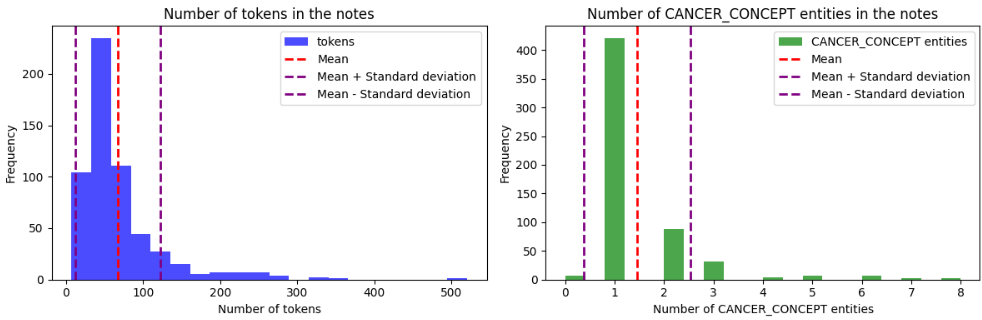 Number of tokens in the notes
tokens
Mean
Mean + Standard deviation
Mean - Standard deviation
Frequency
200
150
100
50
0
0 100 200 300 400 500
Number of tokens
Number of CANCER_CONCEPT entities in the notes
CANCER_CONCEPT entities
Mean
Mean + Standard deviation
Mean - Standard deviation
Frequency
400
350
300
250
200
150
100
50
0
0 1 2 3 4 5 6 7 8
Number of CANCER_CONCEPT entities